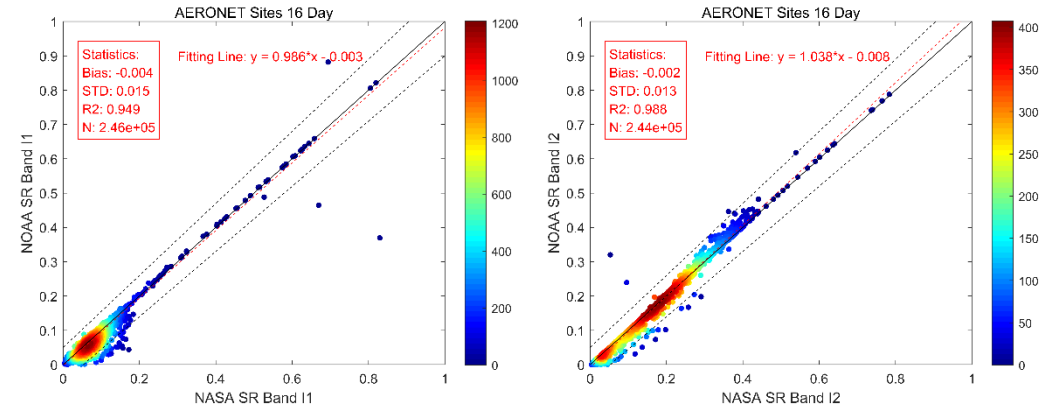 AERONET Sites 16 Day
Statistics:
Bias: -0.004
STD: 0.015
R2: 0.949
N: 2.46e+05
Fitting Line: y = 0.986*x - 0.003
NOAA SR Band I1
1
0.9
0.8
0.7
0.6
0.5
0.4
0.3
0.2
0.1
0
0 0.2 0.4 0.6 0.8 1
NASA SR Band I1
1200
1000
800
600
400
200
0
AERONET Sites 16 Day
Statistics:
Bias: -0.002
STD: 0.013
R2: 0.988
N: 2.44e+05
Fitting Line: y = 1.038*x - 0.008
NOAA SR Band I2
1
0.9
0.8
0.7
0.6
0.5
0.4
0.3
0.2
0.1
0
0 0.2 0.4 0.6 0.8 1
NASA SR Band I2
400
350
300
250
200
150
100
50
0